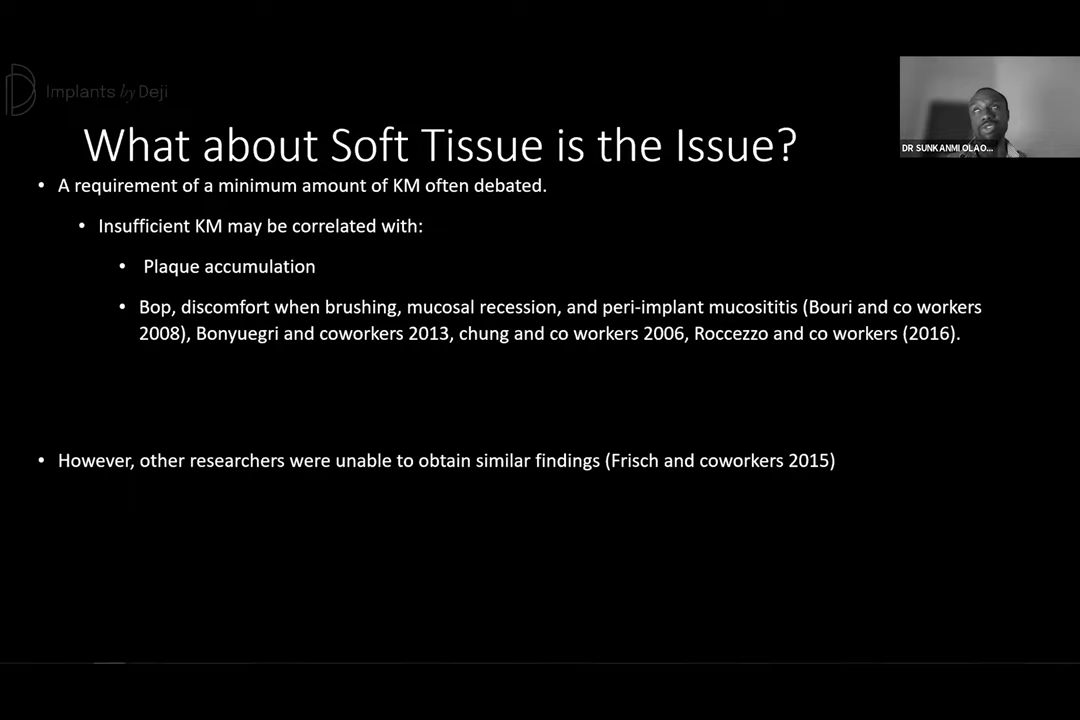 Implants by Deji
DR SUNKANMI OLAO...
What about Soft Tissue is the Issue?
• A requirement of a minimum amount of KM often debated.
• Insufficient KM may be correlated with:
• Plaque accumulation
• Bop, discomfort when brushing, mucosal recession, and peri-implant mucositits (Bouri and co workers
2008), Bonyuegri and coworkers 2013, chung and co workers 2006, Roccezzo and co workers (2016).
• However, other researchers were unable to obtain similar findings (Frisch and coworkers 2015)